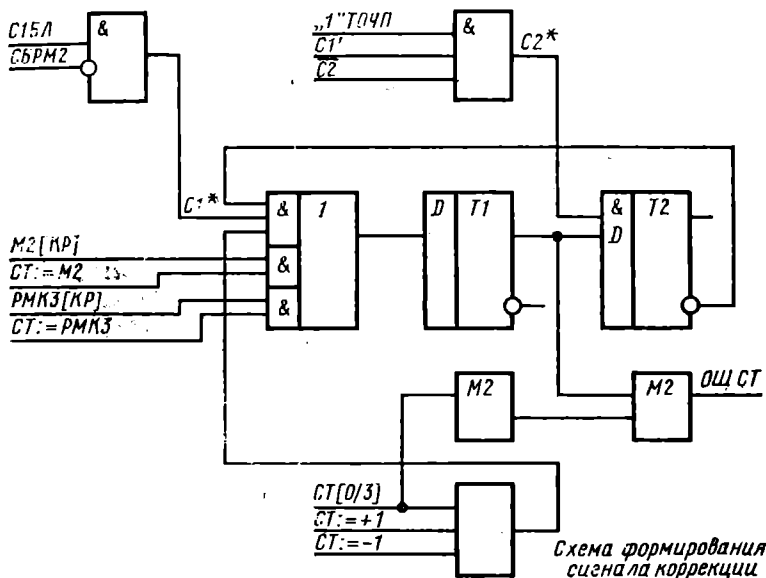 С15Л
СБРМ2
&
„1"ТОЧП
С1'
С2
&
С2*
С1*
&
1
&
&
М2[КР]
СТ:=М2
РМК3[КР]
СТ:=РМК3
D
Т1
&
D
Т2
М2
М2
ОЩ СТ
СТ[0/3]
СТ:=+1
СТ:=-1
Схема формирования
сигнала коррекции